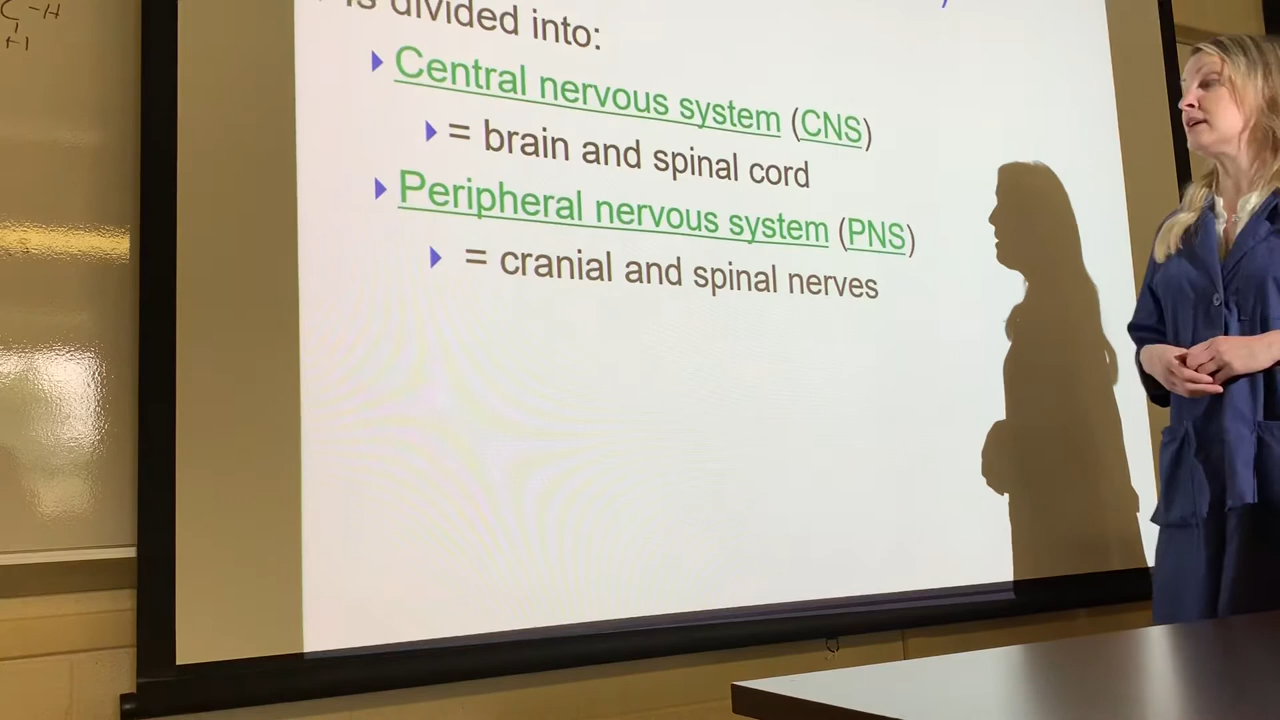 C-H
H
is divided into:
Central nervous system (CNS)
= brain and spinal cord
Peripheral nervous system (PNS)
= cranial and spinal nerves